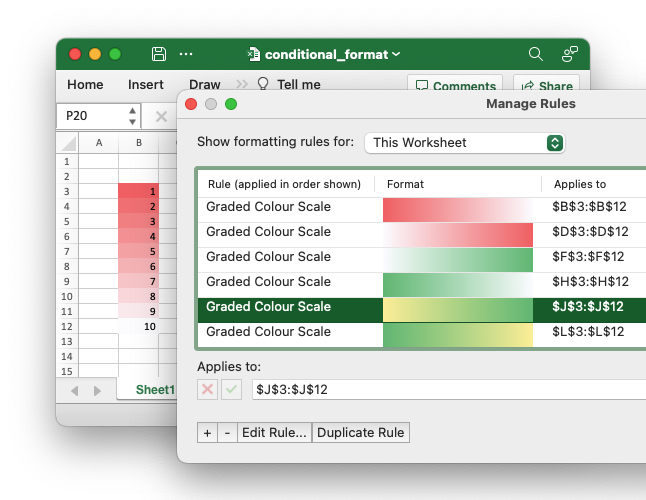 conditional_format
Home Insert Draw Tell me Comments Share
P20
Manage Rules
Show formatting rules for: This Worksheet
A B
1
2
3 1
4 2
5 3
6 4
7 5
8 6
9 7
10 8
11 9
12 10
13
14
15
Sheet1
Rule (applied in order shown) Format Applies to
Graded Colour Scale $B$3:$B$12
Graded Colour Scale $D$3:$D$12
Graded Colour Scale $F$3:$F$12
Graded Colour Scale $H$3:$H$12
Graded Colour Scale $J$3:$J$12
Graded Colour Scale $L$3:$L$12
Applies to:
$J$3:$J$12
+ - Edit Rule... Duplicate Rule